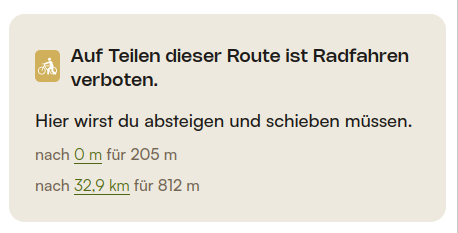 Auf Teilen dieser Route ist Radfahren
verboten.
Hier wirst du absteigen und schieben müssen.
nach 0 m für 205 m
nach 32,9 km für 812 m